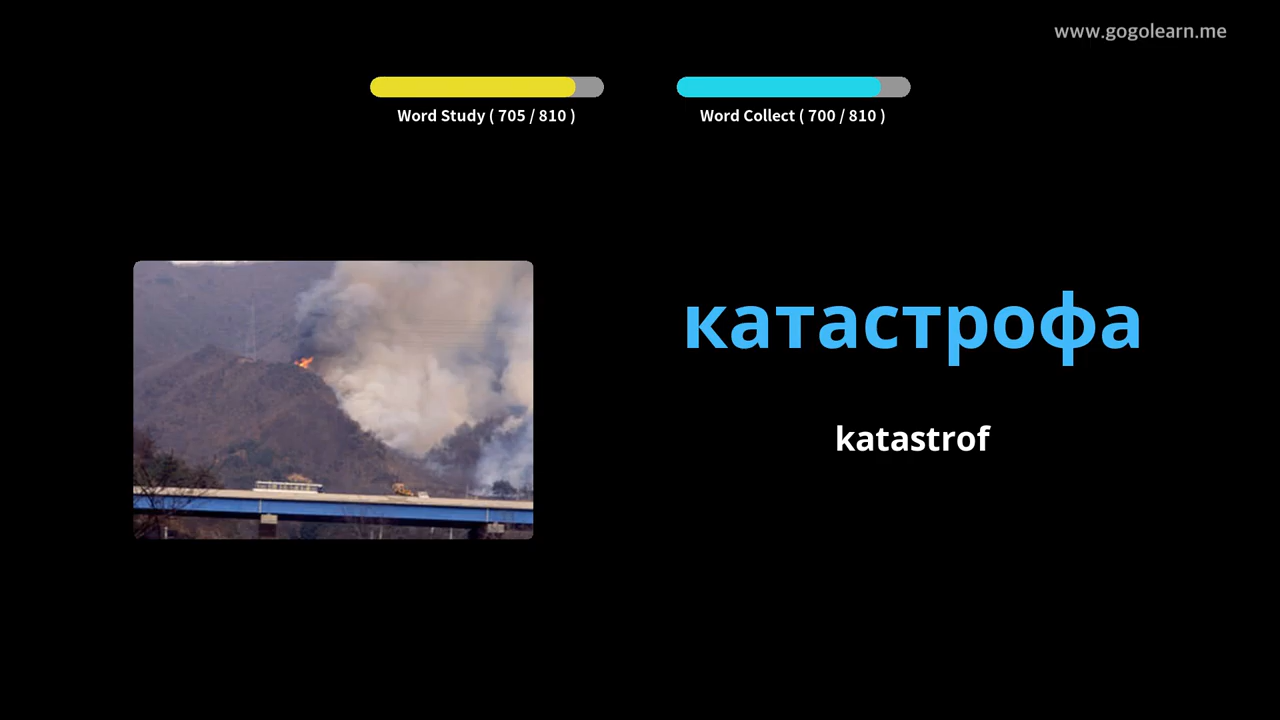 www.gogolearn.me
Word Study ( 705 / 810 )
Word Collect ( 700 / 810 )
катастрофа
katastrof